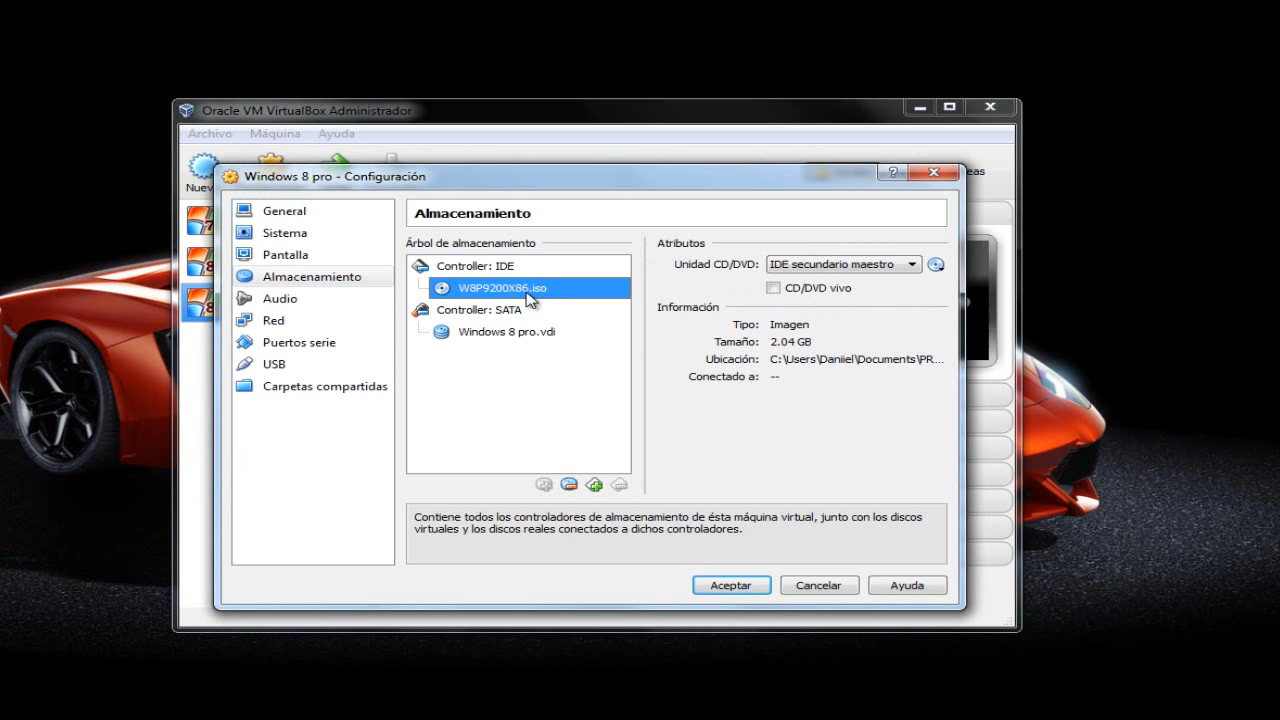 Oracle VM VirtualBox Administrador
Archivo Máquina Ayuda
Windows 8 pro - Configuración
General
Sistema
Pantalla
Almacenamiento
Audio
Red
Puertos serie
USB
Carpetas compartidas
Almacenamiento
Árbol de almacenamiento
Controller: IDE
W8P9200X86.iso
Controller: SATA
Windows 8 pro.vdi
Atributos
Unidad CD/DVD: IDE secundario maestro
CD/DVD vivo
Información
Tipo: Imagen
Tamaño: 2.04 GB
Ubicación: C:\Users\Daniiel\Documents\PR...
Conectado a: --
Contiene todos los controladores de almacenamiento de ésta máquina virtual, junto con los discos
virtuales y los discos reales conectados a dichos controladores.
Aceptar Cancelar Ayuda